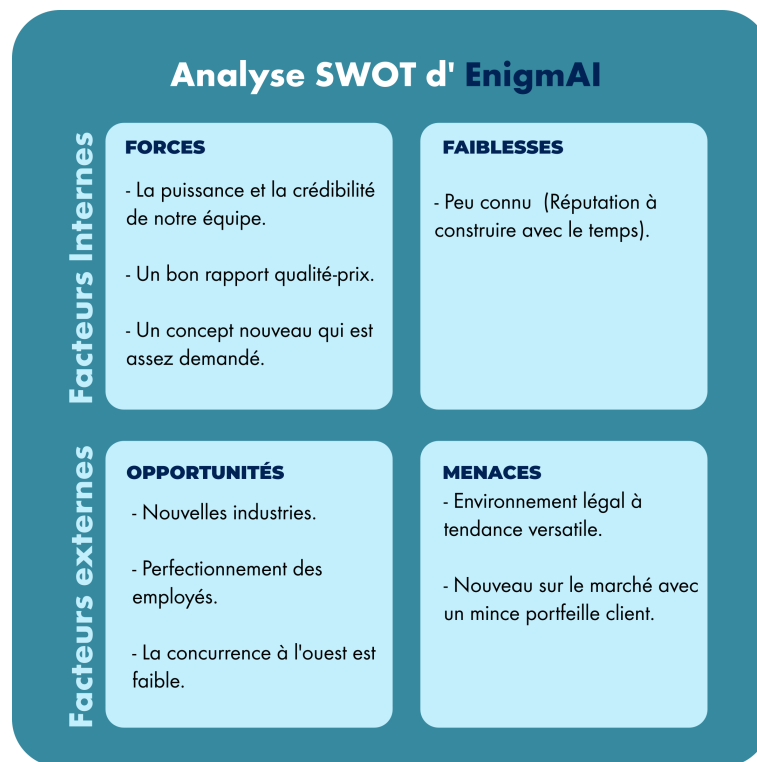 Analyse SWOT d' EnigmAI
Facteurs Internes
FORCES
- La puissance et la crédibilité
de notre équipe.
- Un bon rapport qualité-prix.
- Un concept nouveau qui est
assez demandé.
FAIBLESSES
- Peu connu  (Réputation à
construire avec le temps).
Facteurs externes
OPPORTUNITÉS
- Nouvelles industries.
- Perfectionnement des
employés.
- La concurrence à l'ouest est
faible.
MENACES
- Environnement légal à
tendance versatile.
- Nouveau sur le marché avec
un mince portfeille client.